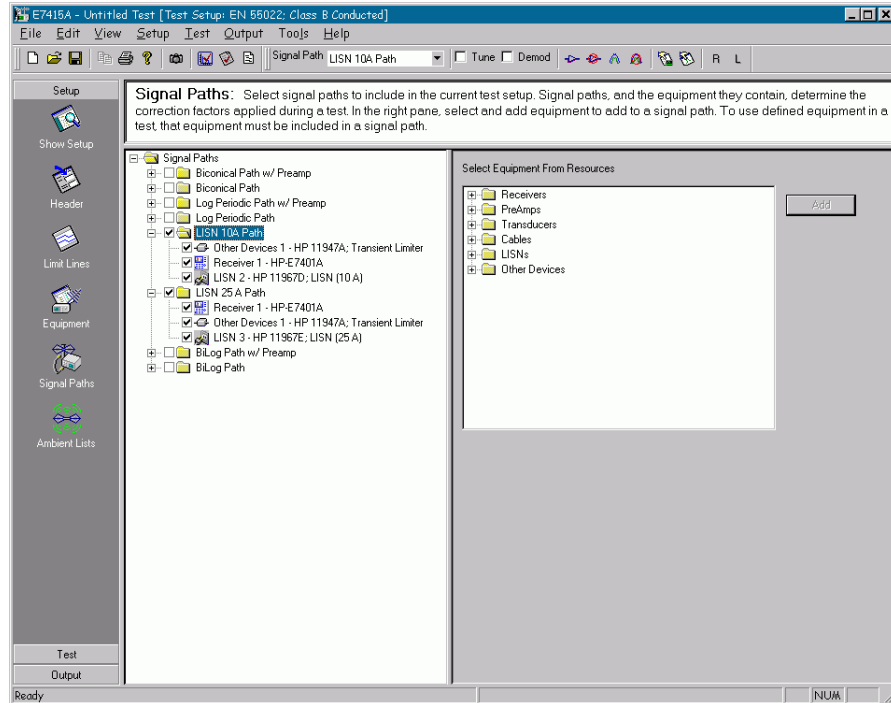 E7415A - Untitled Test [Test Setup: EN 55022; Class B Conducted]
File Edit View Setup Test Output Tools Help
Signal Path LISN 10A Path Tune Demod R L
Setup
Show Setup
Header
Limit Lines
Equipment
Signal Paths
Ambient Lists
Test
Output
Signal Paths: Select signal paths to include in the current test setup. Signal paths, and the equipment they contain, determine the
correction factors applied during a test. In the right pane, select and add equipment to add to a signal path. To use defined equipment in a
test, that equipment must be included in a signal path.
Signal Paths
Biconical Path w/ Preamp
Biconical Path
Log Periodic Path w/ Preamp
Log Periodic Path
LISN 10A Path
Other Devices 1 - HP 11947A; Transient Limiter
Receiver 1 - HP-E7401A
LISN 2 - HP 11967D; LISN (10 A)
LISN 25 A Path
Receiver 1 - HP-E7401A
Other Devices 1 - HP 11947A; Transient Limiter
LISN 3 - HP 11967E; LISN (25 A)
BiLog Path w/ Preamp
BiLog Path
Select Equipment From Resources
Receivers
PreAmps
Transducers
Cables
LISNs
Other Devices
Add
Ready
NUM